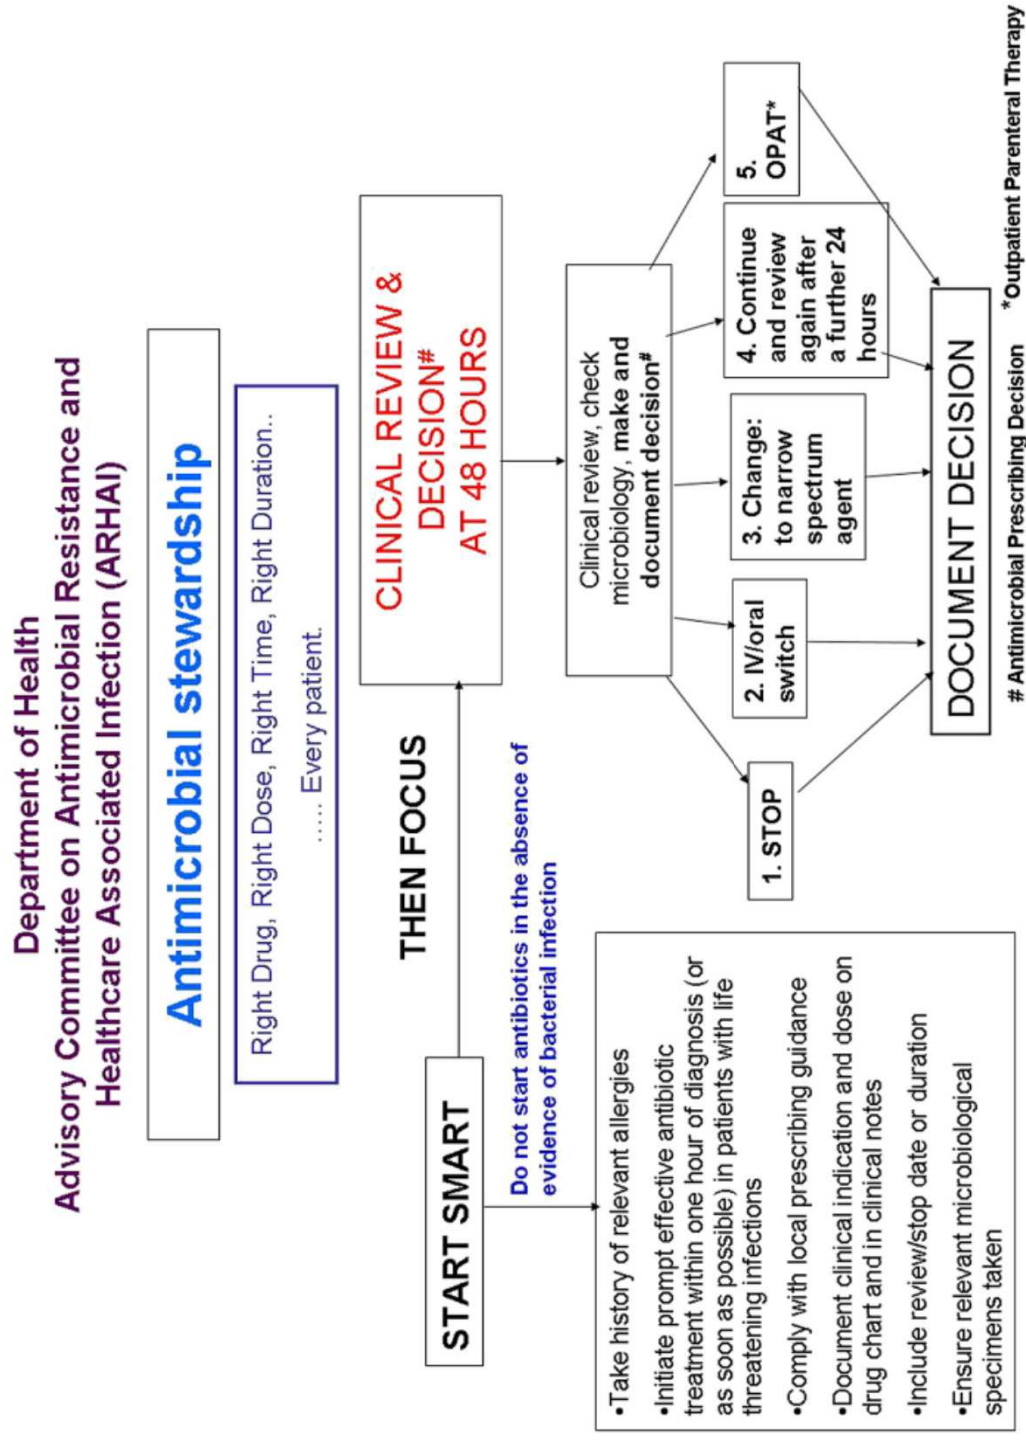 Department of Health
Advisory Committee on Antimicrobial Resistance and
Healthcare Associated Infection (ARHAI)
Antimicrobial stewardship
Right Drug, Right Dose, Right Time, Right Duration..
..... Every patient.
START SMART
THEN FOCUS
CLINICAL REVIEW &
DECISION#
AT 48 HOURS
Do not start antibiotics in the absence of
evidence of bacterial infection
•Take history of relevant allergies
•Initiate prompt effective antibiotic
treatment within one hour of diagnosis (or
as soon as possible) in patients with life
threatening infections
•Comply with local prescribing guidance
•Document clinical indication and dose on
drug chart and in clinical notes
•Include review/stop date or duration
•Ensure relevant microbiological
specimens taken
Clinical review, check
microbiology, make and
document decision#
1. STOP
2. IV/oral
switch
3. Change:
to narrow
spectrum
agent
4. Continue
and review
again after
a further 24
hours
5.
OPAT*
DOCUMENT DECISION
# Antimicrobial Prescribing Decision
*Outpatient Parenteral Therapy